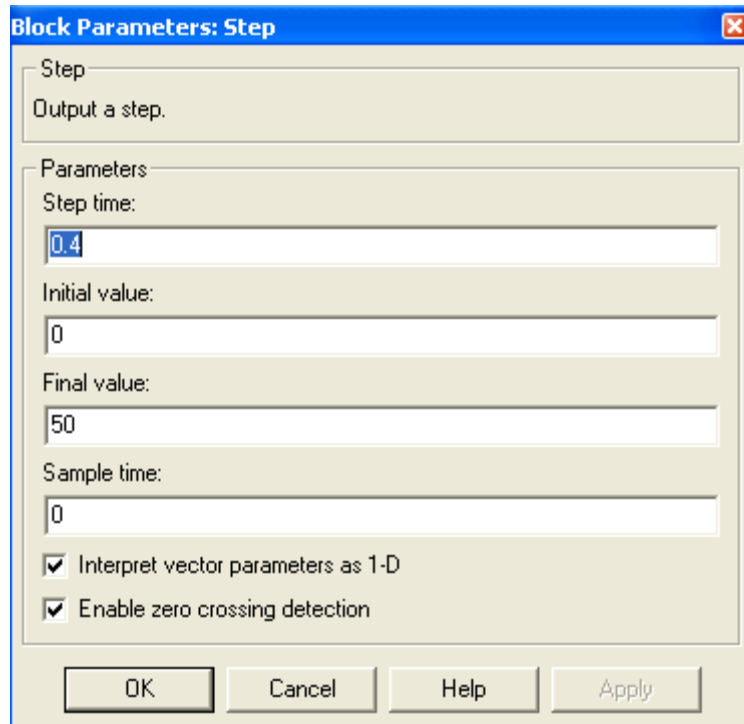 Block Parameters: Step
Step
Output a step.
Parameters
Step time:
0.4
Initial value:
0
Final value:
50
Sample time:
0
Interpret vector parameters as 1-D
Enable zero crossing detection
OK Cancel Help Apply